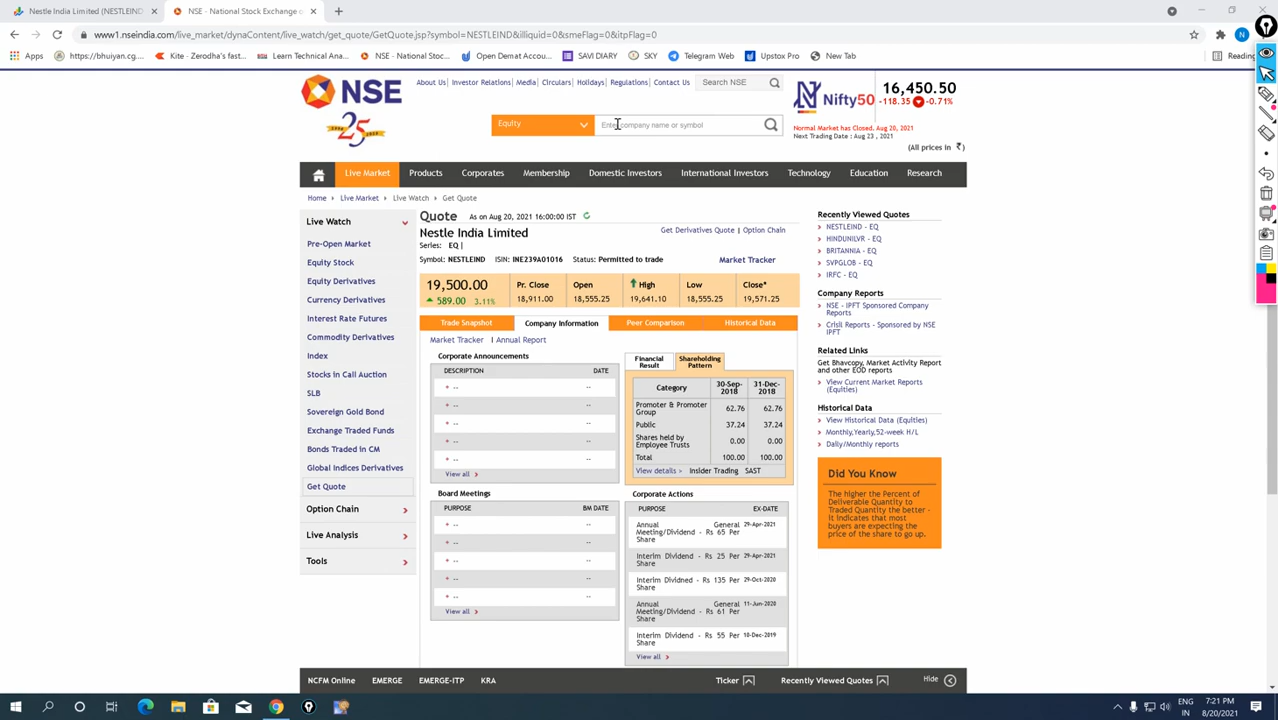 Nestle India Limited (NESTLEIND
NSE - National Stock Exchange o
www1.nseindia.com/live_market/dynaContent/live_watch/get_quote/GetQuote.jsp?symbol=NESTLEIND&illiquid=0&smeFlag=0&itpFlag=0
N
Apps
https://bhuiyan.cg...
Kite - Zerodha's fast...
Learn Technical Ana...
NSE - National Stoc...
Open Demat Accou...
SAVI DIARY
SKY
Telegram Web
Upstox Pro
New Tab
Reading
NSE
25
About Us
Investor Relations
Media
Circulars
Holidays
Regulations
Contact Us
Search NSE
Equity
Enter company name or symbol
Nifty50
16,450.50
-118.35 -0.71%
Normal Market has Closed. Aug 20, 2021
Next Trading Date : Aug 23 , 2021
(All prices in ₹ )
Live Market
Products
Corporates
Membership
Domestic Investors
International Investors
Technology
Education
Research
Home
Live Market
Live Watch
Get Quote
Live Watch
Pre-Open Market
Equity Stock
Equity Derivatives
Currency Derivatives
Interest Rate Futures
Commodity Derivatives
Index
Stocks in Call Auction
SLB
Sovereign Gold Bond
Exchange Traded Funds
Bonds Traded in CM
Global Indices Derivatives
Get Quote
Option Chain
Live Analysis
Tools
Quote As on Aug 20, 2021 16:00:00 IST
Nestle India Limited
Get Derivatives Quote | Option Chain
Series: EQ |
Symbol: NESTLEIND ISIN: INE239A01016 Status: Permitted to trade
Market Tracker
19,500.00
589.00 3.11%
Pr. Close
18,911.00
Open
18,555.25
High
19,641.10
Low
18,555.25
Close*
19,571.25
Trade Snapshot
Company Information
Peer Comparison
Historical Data
Market Tracker | Annual Report
Corporate Announcements
DESCRIPTION DATE
-- --
-- --
-- --
-- --
-- --
View all
Board Meetings
PURPOSE BM DATE
-- --
-- --
-- --
-- --
-- --
View all
Financial
Result
Shareholding
Pattern
Category 30-Sep-2018 31-Dec-2018
Promoter & Promoter
Group 62.76 62.76
Public 37.24 37.24
Shares held by
Employee Trusts 0.00 0.00
Total 100.00 100.00
View details > Insider Trading SAST
Corporate Actions
PURPOSE EX-DATE
Annual General 29-Apr-2021
Meeting/Dividend - Rs 65 Per
Share
Interim Dividend - Rs 25 Per 29-Apr-2021
Share
Interim Dividned - Rs 135 Per 29-Oct-2020
Share
Annual General 11-Jun-2020
Meeting/Dividend - Rs 61 Per
Share
Interim Dividend - Rs 55 Per 10-Dec-2019
Share
View all
Recently Viewed Quotes
NESTLEIND - EQ
HINDUNILVR - EQ
BRITANNIA - EQ
SVPGLOB - EQ
IRFC - EQ
Company Reports
NSE - IPFT Sponsored Company
Reports
Crisil Reports - Sponsored by NSE
IPFT
Related Links
Get Bhavcopy, Market Activity Report
and other EOD reports
View Current Market Reports
(Equities)
Historical Data
View Historical Data (Equities)
Monthly,Yearly,52-week H/L
Daily/Monthly reports
Did You Know
The higher the Percent of
Deliverable Quantity to
Traded Quantity the better -
it indicates that most
buyers are expecting the
price of the share to go up.
NCFM Online
EMERGE
EMERGE-ITP
KRA
Ticker
Recently Viewed Quotes
Hide
ENG
IN
7:21 PM
8/20/2021